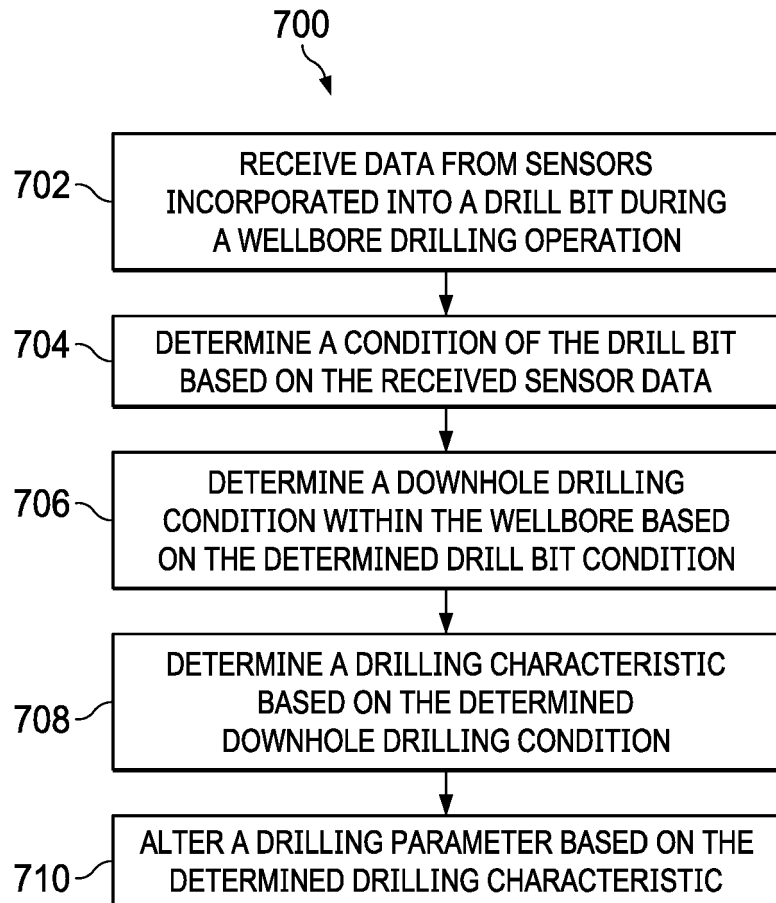 700
702
RECEIVE DATA FROM SENSORS
INCORPORATED INTO A DRILL BIT DURING
A WELLBORE DRILLING OPERATION
704
DETERMINE A CONDITION OF THE DRILL BIT
BASED ON THE RECEIVED SENSOR DATA
706
DETERMINE A DOWNHOLE DRILLING
CONDITION WITHIN THE WELLBORE BASED
ON THE DETERMINED DRILL BIT CONDITION
708
DETERMINE A DRILLING CHARACTERISTIC
BASED ON THE DETERMINED
DOWNHOLE DRILLING CONDITION
710
ALTER A DRILLING PARAMETER BASED ON THE
DETERMINED DRILLING CHARACTERISTIC